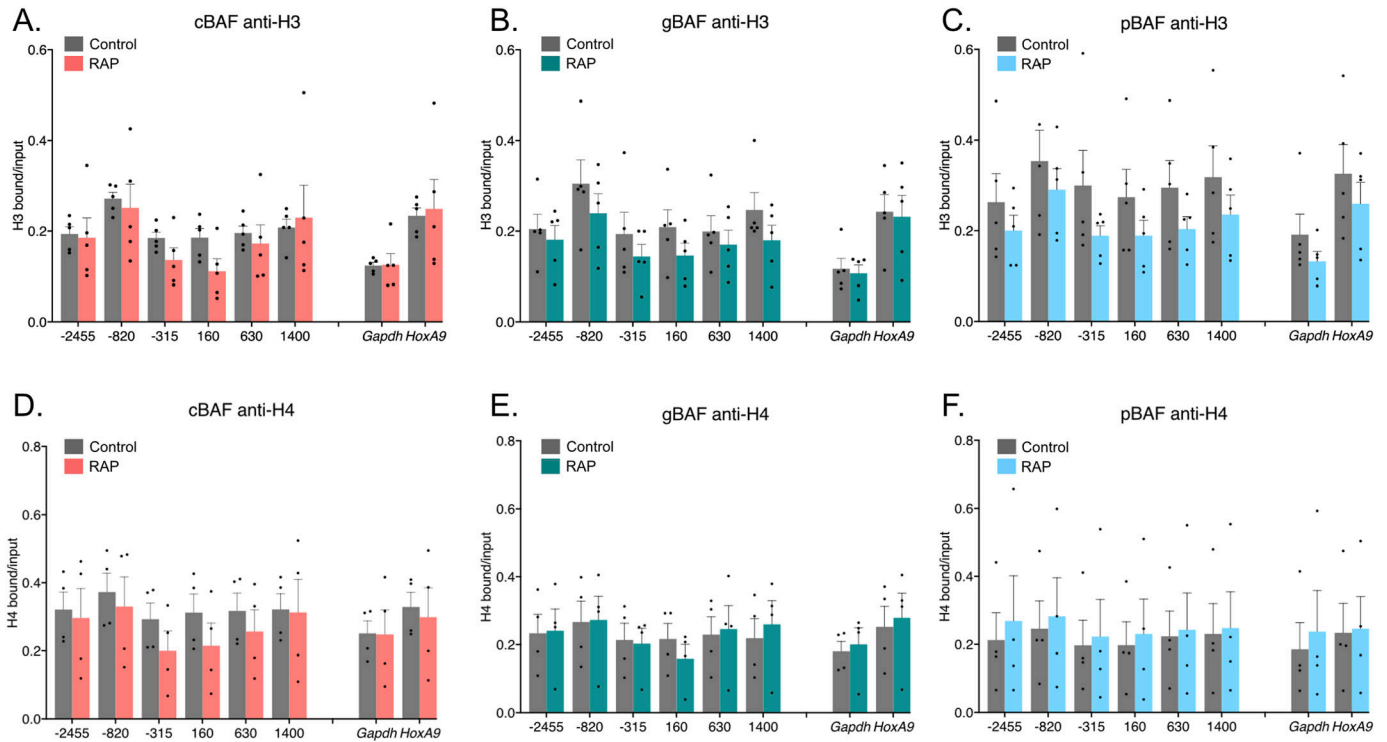 A.
cBAF anti-H3
Control
RAP
H3 bound/input
0.6
0.4
0.2
0.0
-2455 -820 -315 160 630 1400 Gapdh HoxA9
B.
gBAF anti-H3
Control
RAP
H3 bound/input
0.6
0.4
0.2
0.0
-2455 -820 -315 160 630 1400 Gapdh HoxA9
C.
pBAF anti-H3
Control
RAP
H3 bound/input
0.6
0.4
0.2
0.0
-2455 -820 -315 160 630 1400 Gapdh HoxA9
D.
cBAF anti-H4
Control
RAP
H4 bound/input
0.8
0.6
0.4
0.2
0.0
-2455 -820 -315 160 630 1400 Gapdh HoxA9
E.
gBAF anti-H4
Control
RAP
H4 bound/input
0.8
0.6
0.4
0.2
0.0
-2455 -820 -315 160 630 1400 Gapdh HoxA9
F.
pBAF anti-H4
Control
RAP
H4 bound/input
0.8
0.6
0.4
0.2
0.0
-2455 -820 -315 160 630 1400 Gapdh HoxA9